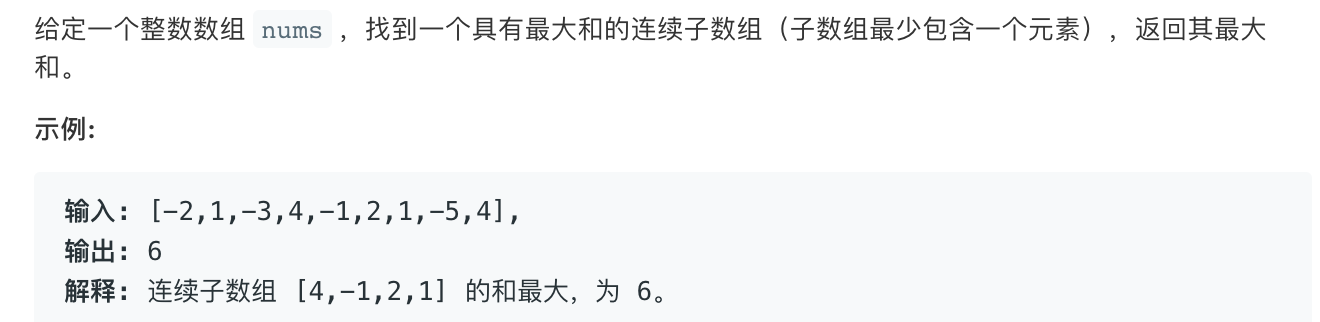 给定一个整数数组 nums ，找到一个具有最大和的连续子数组（子数组最少包含一个元素），返回其最大
和。
示例:
输入: [-2,1,-3,4,-1,2,1,-5,4],
输出: 6
解释: 连续子数组 [4,-1,2,1] 的和最大，为 6。